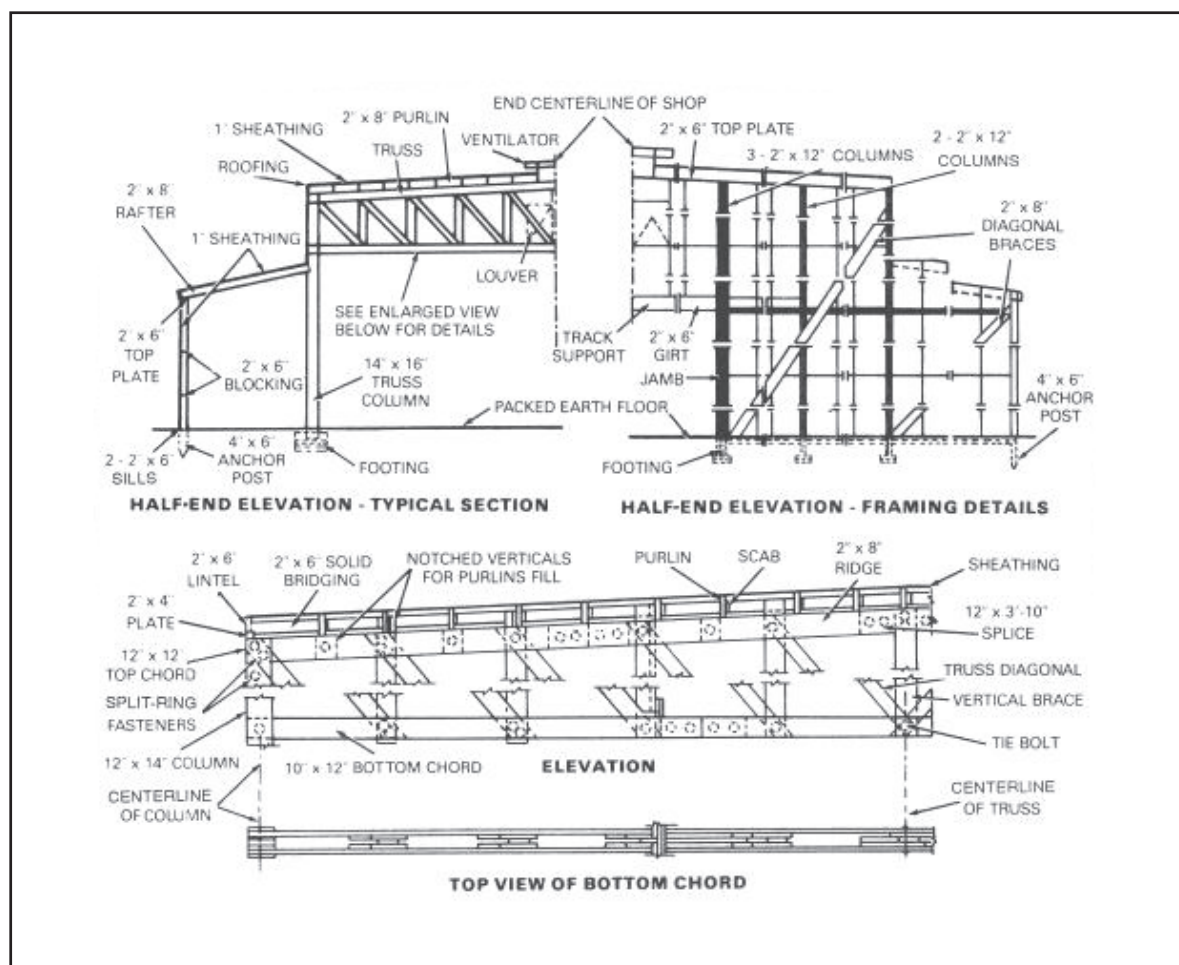 END CENTERLINE OF SHOP
2" x 8" PURLIN
1" SHEATHING
TRUSS
VENTILATOR
ROOFING
2" x 8"
RAFTER
1" SHEATHING
LOUVER
SEE ENLARGED VIEW
BELOW FOR DETAILS
2" x 6"
TOP
PLATE
2" x 6"
BLOCKING
14" x 16"
TRUSS
COLUMN
PACKED EARTH FLOOR
2 - 2" x 6"
SILLS
4" x 6"
ANCHOR
POST
FOOTING
HALF-END ELEVATION - TYPICAL SECTION
2" x 6" TOP PLATE
3 - 2" x 12" COLUMNS
2 - 2" x 12"
COLUMNS
2" x 8"
DIAGONAL
BRACES
TRACK
SUPPORT
2" x 6"
GIRT
JAMB
4" x 6"
ANCHOR
POST
FOOTING
HALF-END ELEVATION - FRAMING DETAILS
2" x 6"
LINTEL
2" x 6" SOLID
BRIDGING
NOTCHED VERTICALS
FOR PURLINS FILL
PURLIN
SCAB
2" x 8"
RIDGE
SHEATHING
2" x 4"
PLATE
12" x 12"
TOP CHORD
SPLIT-RING
FASTENERS
12" x 14" COLUMN
12" x 3'-10"
SPLICE
TRUSS DIAGONAL
VERTICAL BRACE
TIE BOLT
10" x 12" BOTTOM CHORD
ELEVATION
CENTERLINE
OF COLUMN
CENTERLINE
OF TRUSS
TOP VIEW OF BOTTOM CHORD